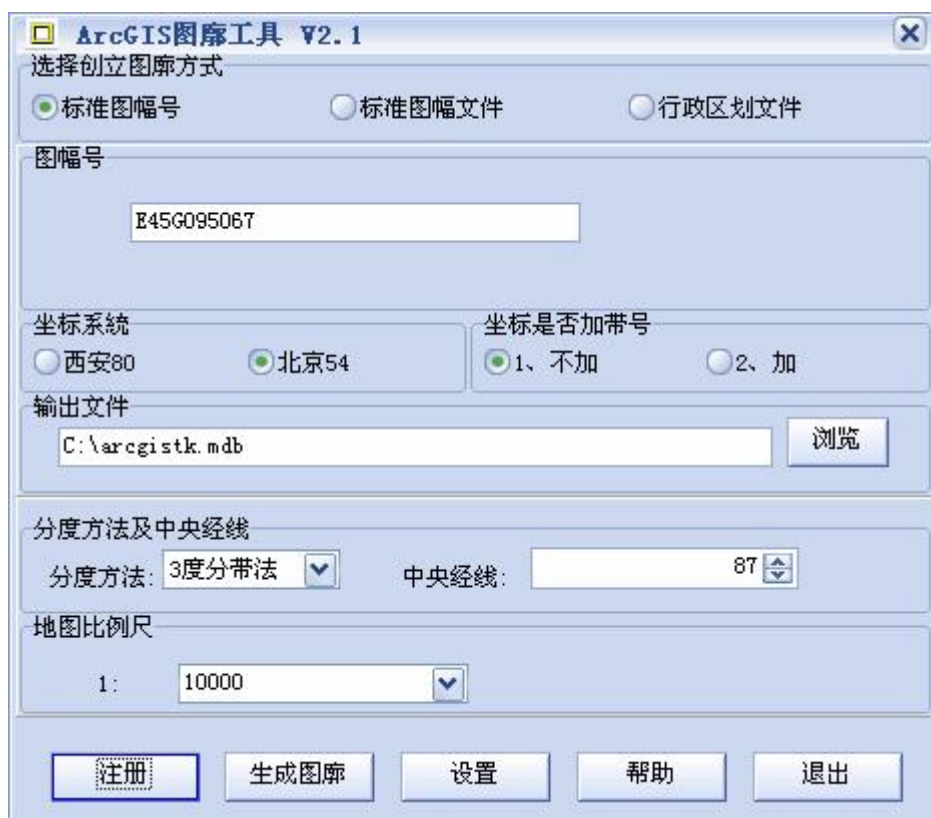 ArcGIS图廓工具 V2.1
选择创立图廓方式
标准图幅号 标准图幅文件 行政区划文件
图幅号
E45G095067
坐标系统 坐标是否加带号
西安80 北京54 1、不加 2、加
输出文件
C:\arcgistk.mdb 浏览
分度方法及中央经线
分度方法: 3度分带法 中央经线: 87
地图比例尺
1: 10000
注册 生成图廓 设置 帮助 退出